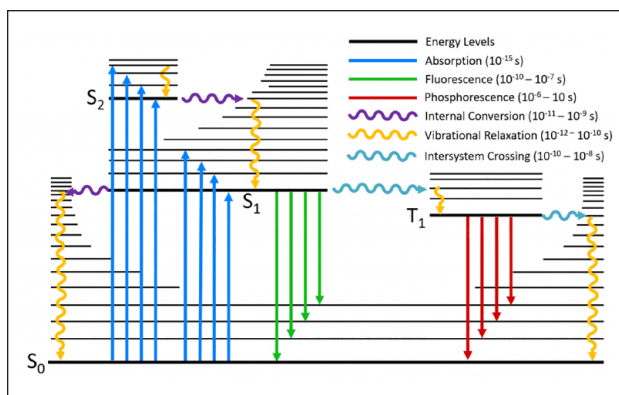 Energy Levels
Absorption (10⁻¹⁵ s)
Fluorescence (10⁻¹⁰ – 10⁻⁷ s)
Phosphorescence (10⁻⁶ – 10 s)
Internal Conversion (10⁻¹¹ – 10⁻⁹ s)
Vibrational Relaxation (10⁻¹² – 10⁻¹⁰ s)
Intersystem Crossing (10⁻¹⁰ – 10⁻⁸ s)
S₂
S₁
T₁
S₀